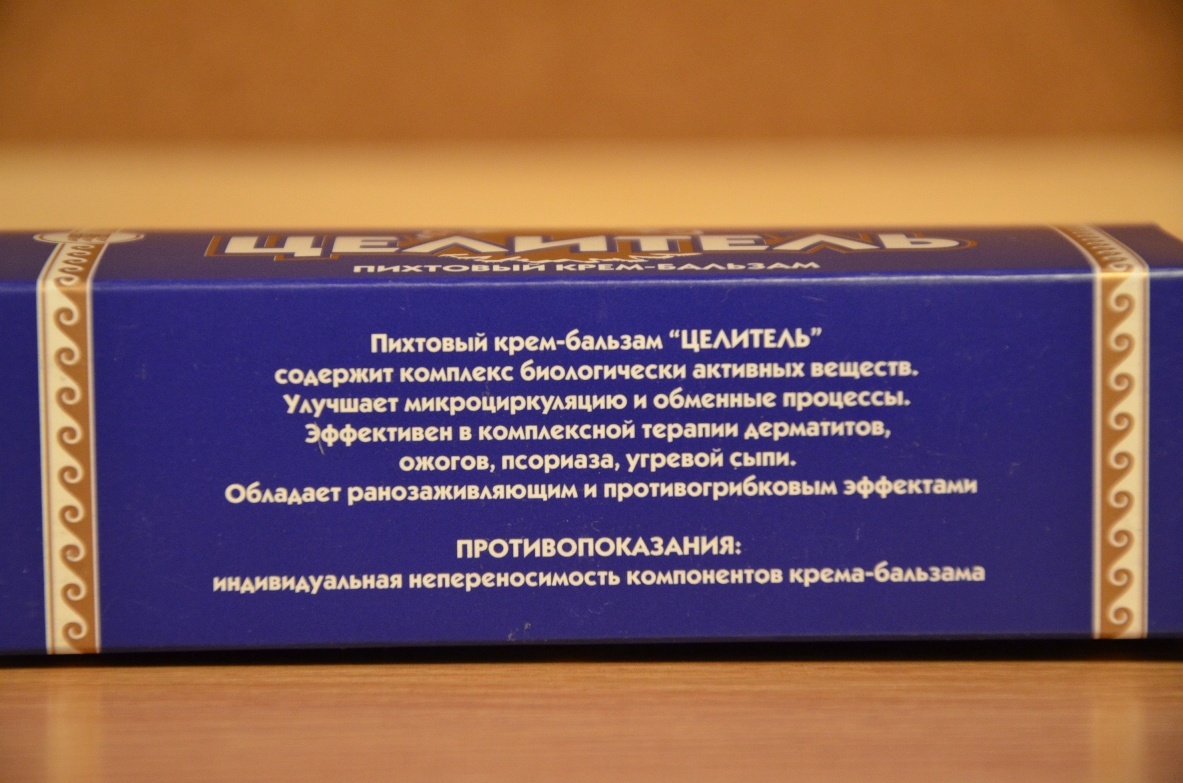 ЦЕЛИТЕЛЬ
ПИХТОВЫЙ КРЕМ-БАЛЬЗАМ
Пихтовый крем-бальзам “ЦЕЛИТЕЛЬ”
содержит комплекс биологически активных веществ.
Улучшает микроциркуляцию и обменные процессы.
Эффективен в комплексной терапии дерматитов,
ожогов, псориаза, угревой сыпи.
Обладает ранозаживляющим и противогрибковым эффектами
ПРОТИВОПОКАЗАНИЯ:
индивидуальная непереносимость компонентов крема-бальзама